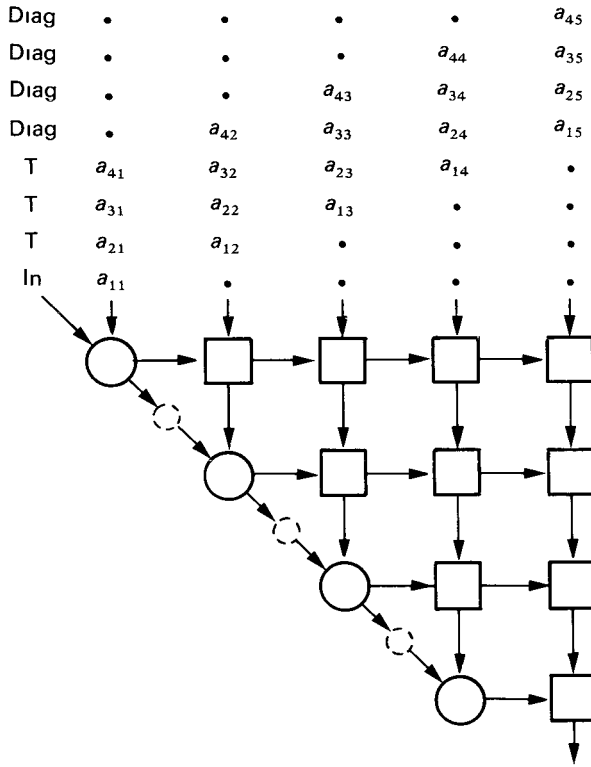 Diag • • • • a₄₅
Diag • • • a₄₄ a₃₅
Diag • • a₄₃ a₃₄ a₂₅
Diag • a₄₂ a₃₃ a₂₄ a₁₅
T a₄₁ a₃₂ a₂₃ a₁₄ •
T a₃₁ a₂₂ a₁₃ • •
T a₂₁ a₁₂ • • •
In a₁₁ • • • •